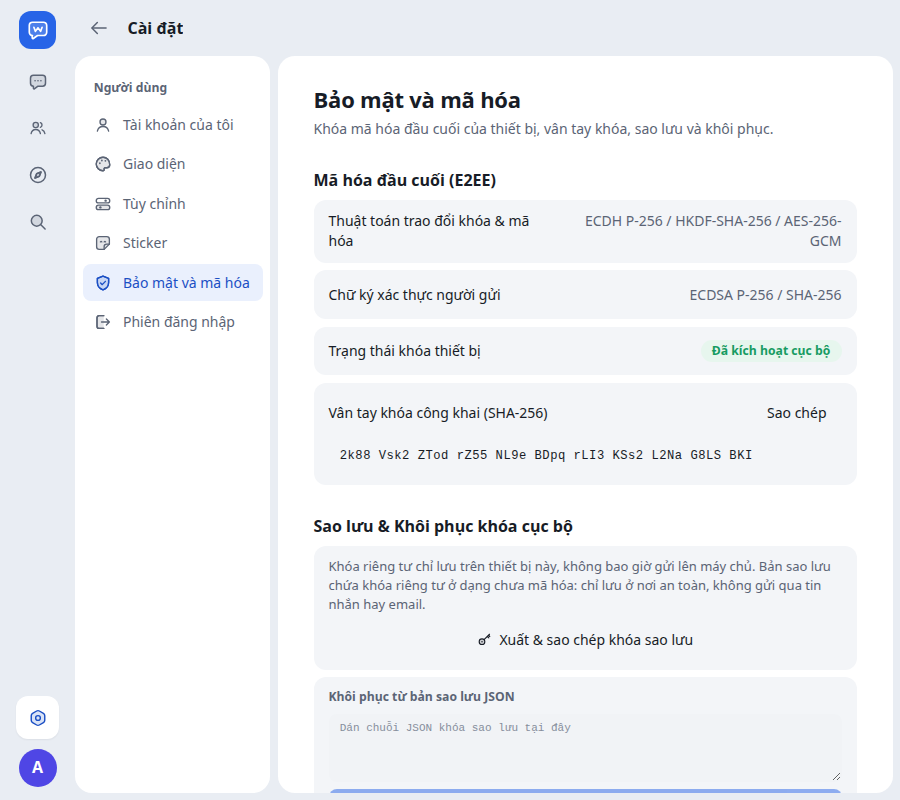 Cài đặt
Người dùng
Tài khoản của tôi
Giao diện
Tùy chỉnh
Sticker
Bảo mật và mã hóa
Phiên đăng nhập
A
Bảo mật và mã hóa
Khóa mã hóa đầu cuối của thiết bị, vân tay khóa, sao lưu và khôi phục.
Mã hóa đầu cuối (E2EE)
Thuật toán trao đổi khóa & mã
hóa
ECDH P-256 / HKDF-SHA-256 / AES-256-
GCM
Chữ ký xác thực người gửi
ECDSA P-256 / SHA-256
Trạng thái khóa thiết bị
Đã kích hoạt cục bộ
Vân tay khóa công khai (SHA-256)
Sao chép
2k88 Vsk2 ZTod rZ55 NL9e BDpq rLI3 KSs2 L2Na G8LS BKI
Sao lưu & Khôi phục khóa cục bộ
Khóa riêng tư chỉ lưu trên thiết bị này, không bao giờ gửi lên máy chủ. Bản sao lưu
chứa khóa riêng tư ở dạng chưa mã hóa: chỉ lưu ở nơi an toàn, không gửi qua tin
nhắn hay email.
Xuất & sao chép khóa sao lưu
Khôi phục từ bản sao lưu JSON
Dán chuỗi JSON khóa sao lưu tại đây